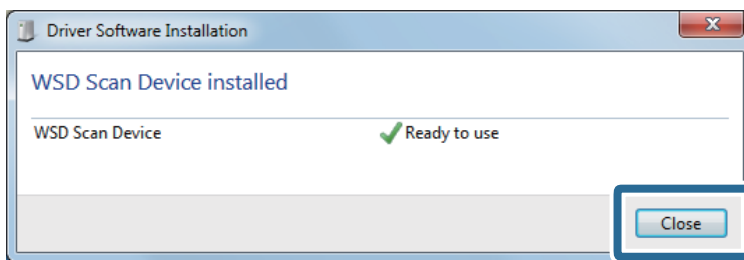 Driver Software Installation
WSD Scan Device installed
WSD Scan Device Ready to use
Close